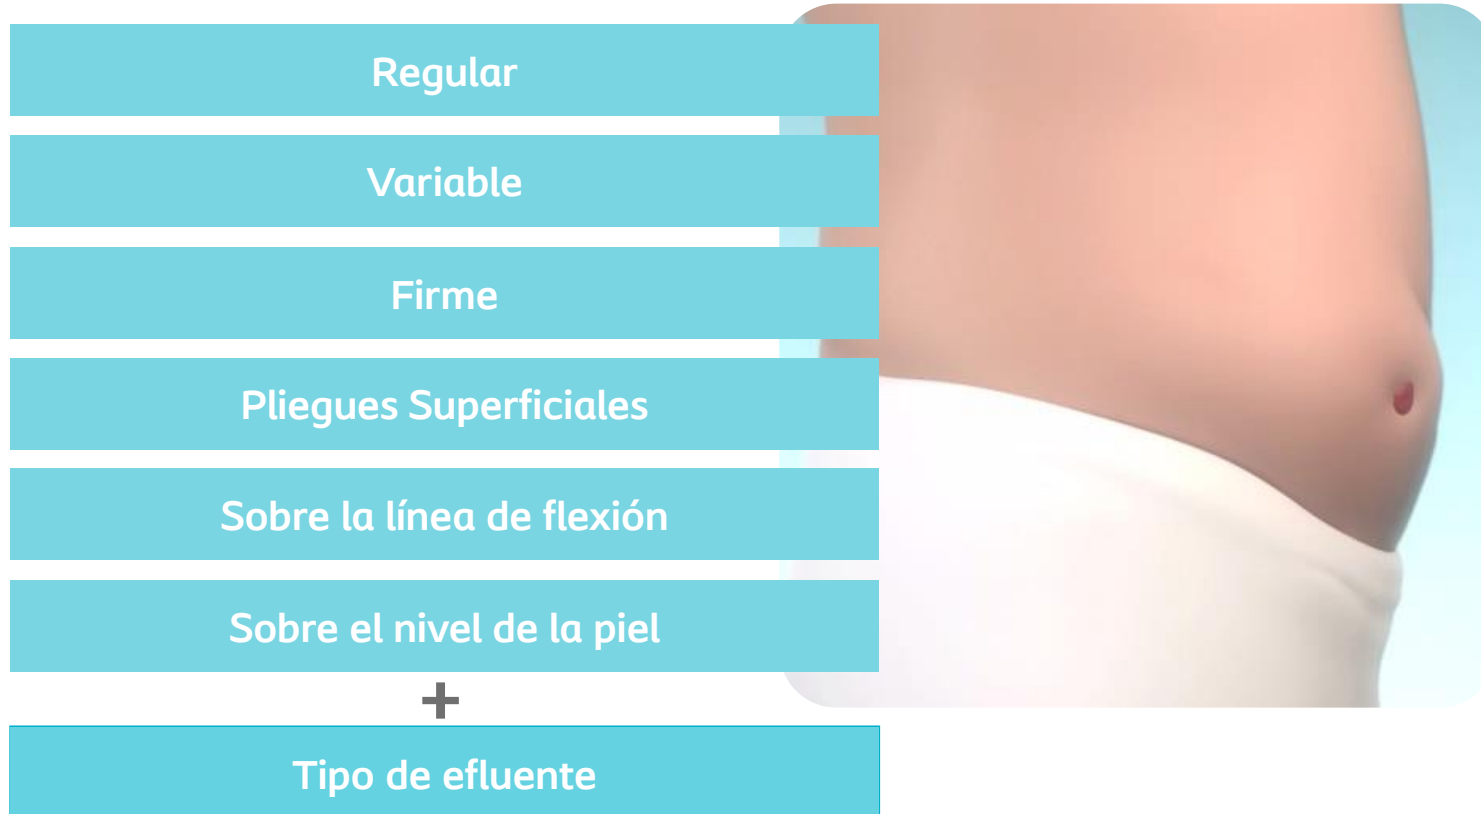 Regular
Variable
Firme
Pliegues Superficiales
Sobre la línea de flexión
Sobre el nivel de la piel
+
Tipo de efluente